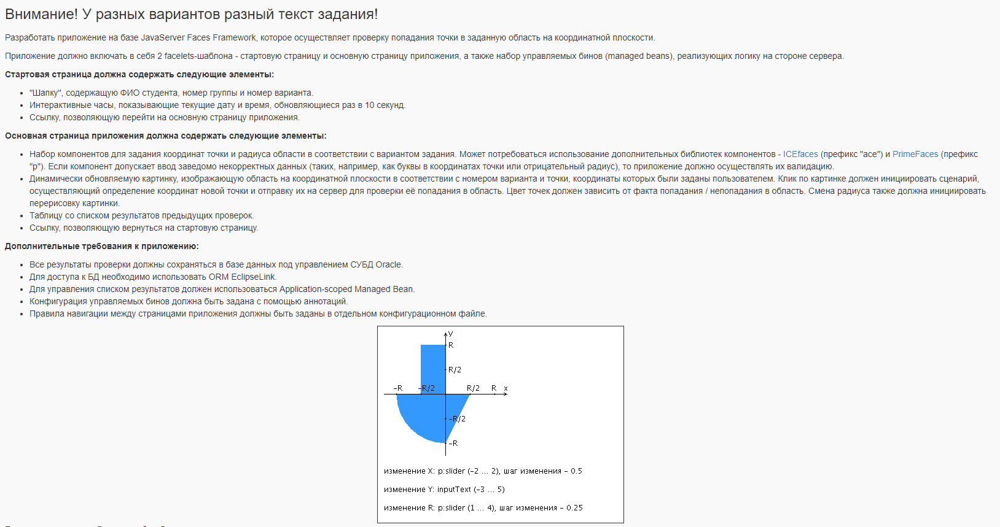 Внимание! У разных вариантов разный текст задания!
Разработать приложение на базе JavaServer Faces Framework, которое осуществляет проверку попадания точки в заданную область на координатной плоскости.
Приложение должно включать в себя 2 facelets-шаблона - стартовую страницу и основную страницу приложения, а также набор управляемых бинов (managed beans), реализующих логику на стороне сервера.
Стартовая страница должна содержать следующие элементы:
• "Шапку", содержащую ФИО студента, номер группы и номер варианта.
• Интерактивные часы, показывающие текущие дату и время, обновляющиеся раз в 10 секунд.
• Ссылку, позволяющую перейти на основную страницу приложения.
Основная страница приложения должна содержать следующие элементы:
• Набор компонентов для задания координат точки и радиуса области в соответствии с вариантом задания. Может потребоваться использование дополнительных библиотек компонентов - ICEfaces (префикс "ace") и PrimeFaces (префикс
"p"). Если компонент допускает ввод заведомо некорректных данных (таких, например, как буквы в координатах точки или отрицательный радиус), то приложение должно осуществлять их валидацию.
• Динамически обновляемую картинку, изображающую область на координатной плоскости в соответствии с номером варианта и точки, координаты которых были заданы пользователем. Клик по картинке должен инициировать сценарий,
осуществляющий определение координат новой точки и отправку их на сервер для проверки её попадания в область. Цвет точек должен зависить от факта попадания / непопадания в область. Смена радиуса также должна инициировать
перерисовку картинки.
• Таблицу со списком результатов предыдущих проверок.
• Ссылку, позволяющую вернуться на стартовую страницу.
Дополнительные требования к приложению:
• Все результаты проверки должны сохраняться в базе данных под управлением СУБД Oracle.
• Для доступа к БД необходимо использовать ORM EclipseLink.
• Для управления списком результатов должен использоваться Application-scoped Managed Bean.
• Конфигурация управляемых бинов должна быть задана с помощью аннотаций.
• Правила навигации между страницами приложения должны быть заданы в отдельном конфигурационном файле.
y
R
R/2
-R -R/2 R/2 R x
-R/2
-R
изменение X: p:slider (-2 ... 2), шаг изменения - 0.5
изменение Y: inputText (-3 ... 5)
изменение R: p:slider (1 ... 4), шаг изменения - 0.25